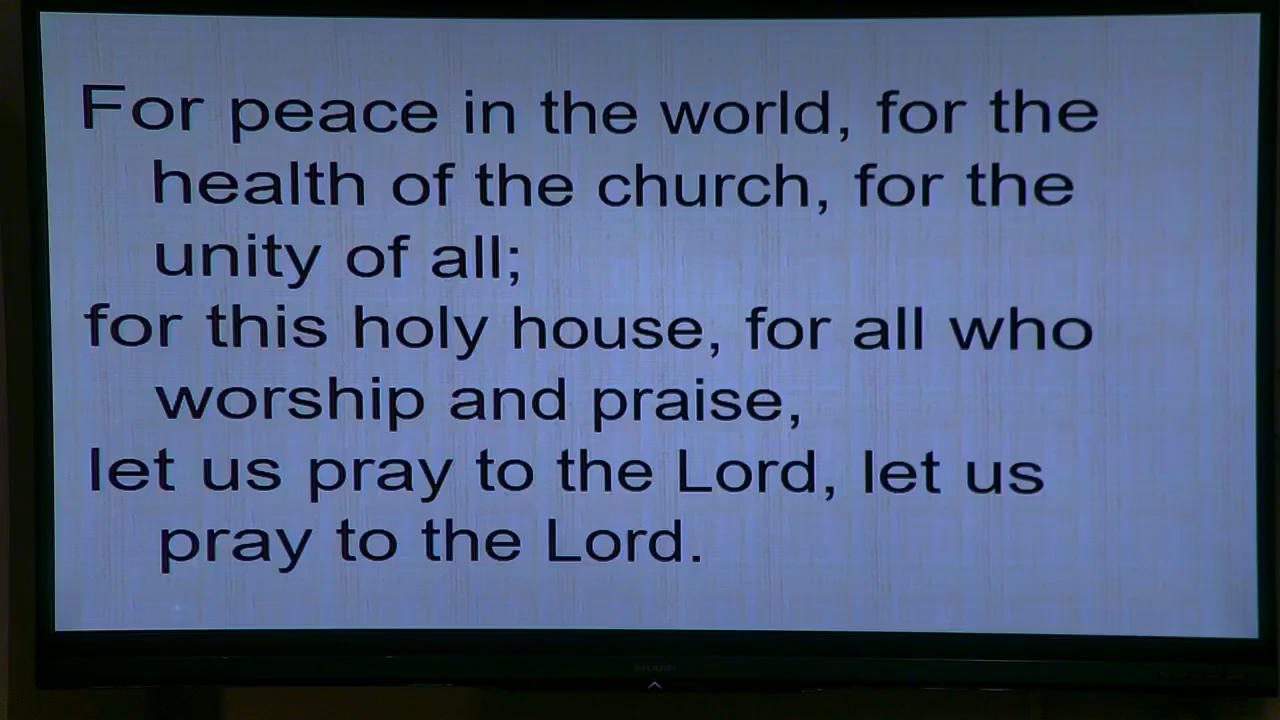 For peace in the world, for the
health of the church, for the
unity of all;
for this holy house, for all who
worship and praise,
let us pray to the Lord, let us
pray to the Lord.